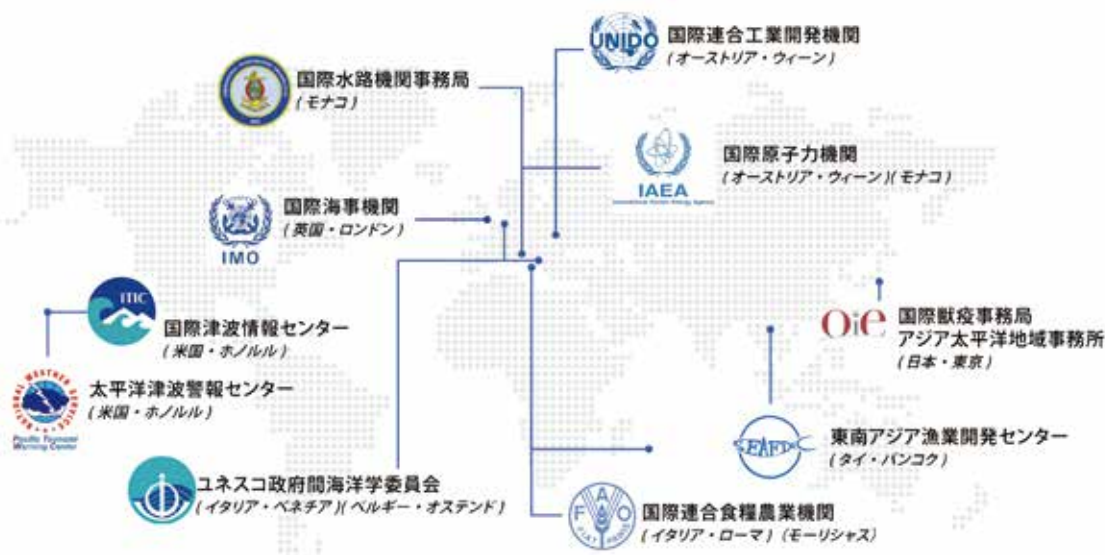 UNIDO
国際連合工業開発機関
(オーストリア・ウィーン)
国際水路機関事務局
(モナコ)
IAEA
International Atomic Energy Agency
国際原子力機関
(オーストリア・ウィーン)(モナコ)
IMO
国際海事機関
(英国・ロンドン)
ITIC
国際津波情報センター
(米国・ホノルル)
NATIONAL WEATHER SERVICE
Pacific Tsunami
Warning Center
太平洋津波警報センター
(米国・ホノルル)
Oie
国際獣疫事務局
アジア太平洋地域事務所
(日本・東京)
SEAFDEC
東南アジア漁業開発センター
(タイ・バンコク)
ユネスコ政府間海洋学委員会
(イタリア・ベネチア)(ベルギー・オステンド)
FAO
FIAT PANIS
国際連合食糧農業機関
(イタリア・ローマ)(モーリシャス)